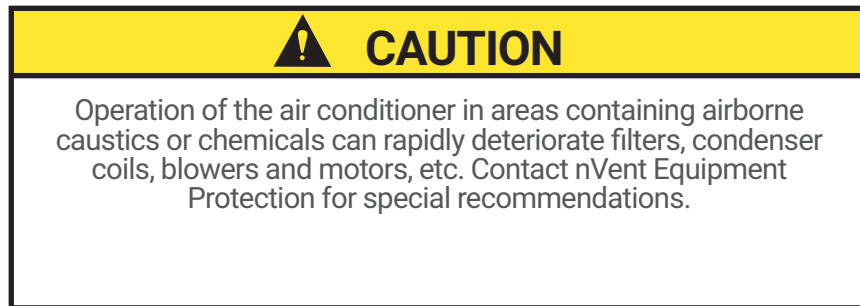 CAUTION
Operation of the air conditioner in areas containing airborne
caustics or chemicals can rapidly deteriorate filters, condenser
coils, blowers and motors, etc. Contact nVent Equipment
Protection for special recommendations.